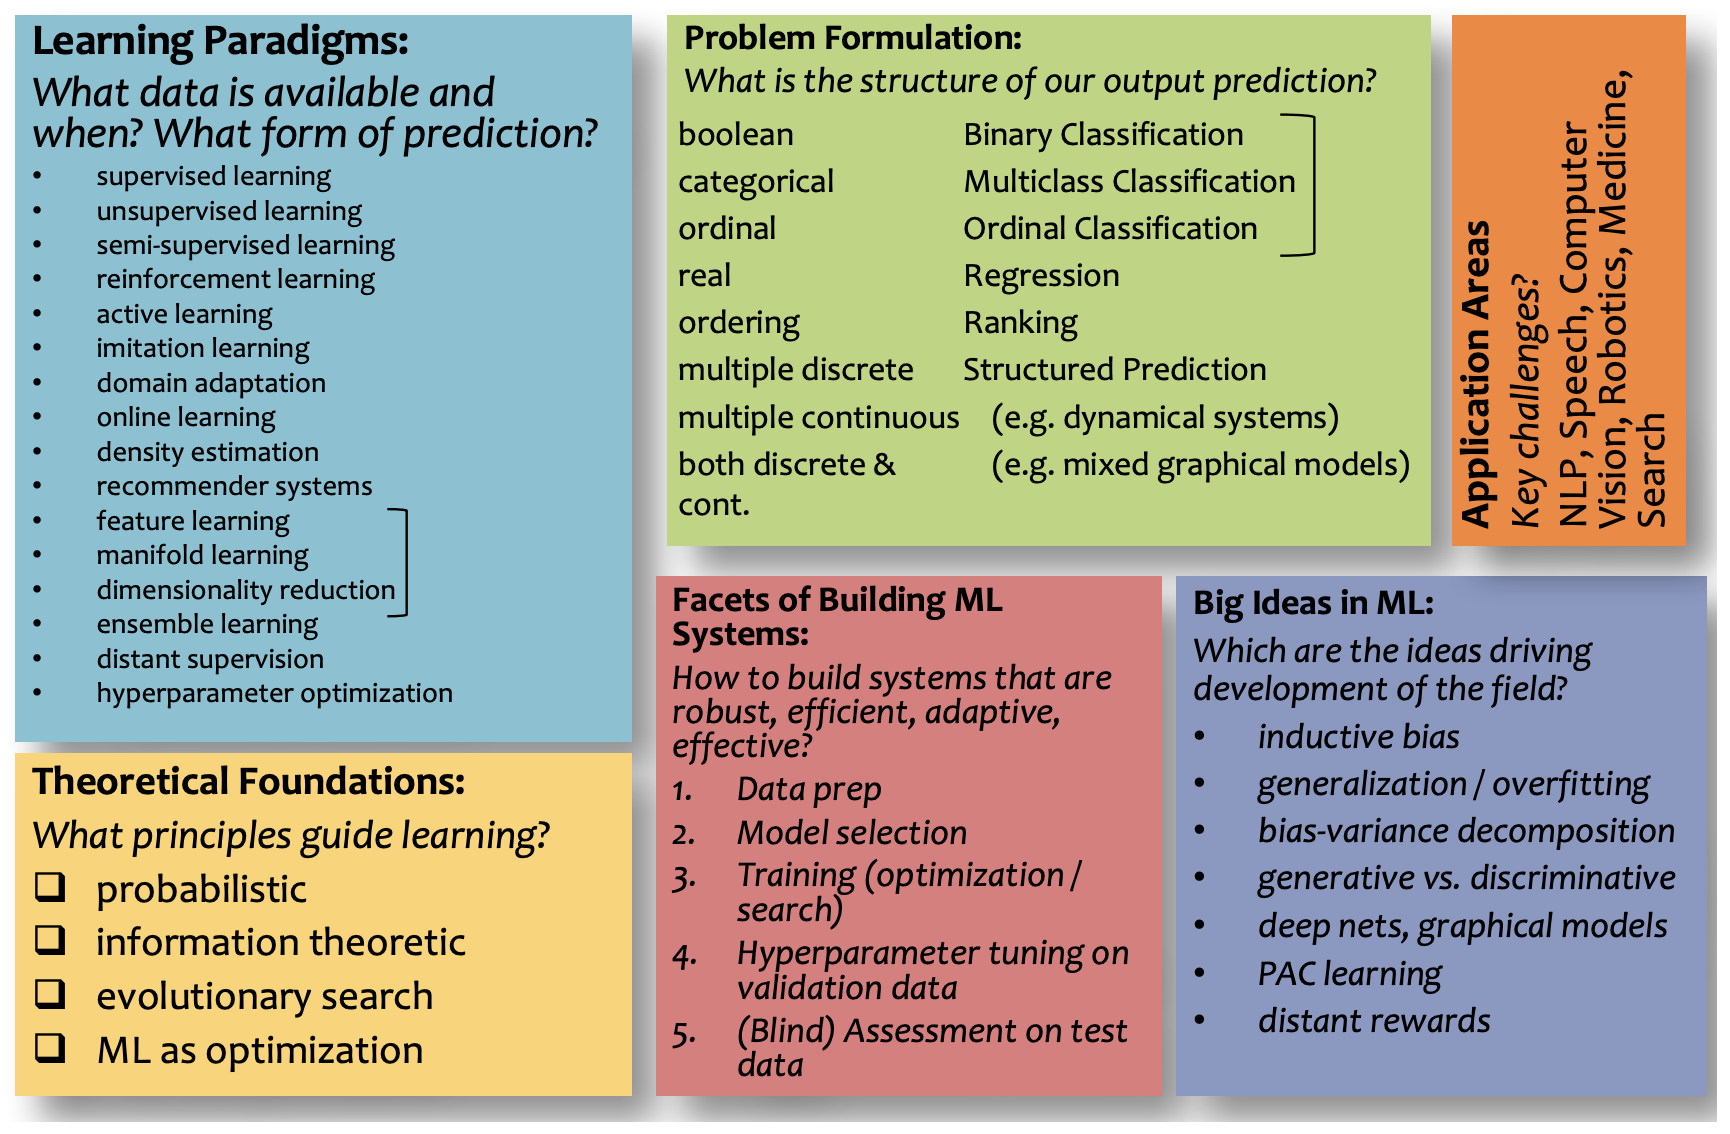 Learning Paradigms:
What data is available and
when? What form of prediction?
• supervised learning
• unsupervised learning
• semi-supervised learning
• reinforcement learning
• active learning
• imitation learning
• domain adaptation
• online learning
• density estimation
• recommender systems
• feature learning
• manifold learning
• dimensionality reduction
• ensemble learning
• distant supervision
• hyperparameter optimization
Theoretical Foundations:
What principles guide learning?
❑ probabilistic
❑ information theoretic
❑ evolutionary search
❑ ML as optimization
Problem Formulation:
What is the structure of our output prediction?
boolean Binary Classification
categorical Multiclass Classification
ordinal Ordinal Classification
real Regression
ordering Ranking
multiple discrete Structured Prediction
multiple continuous (e.g. dynamical systems)
both discrete & (e.g. mixed graphical models)
cont.
Application Areas
Key challenges?
NLP, Speech, Computer
Vision, Robotics, Medicine,
Search
Facets of Building ML
Systems:
How to build systems that are
robust, efficient, adaptive,
effective?
1. Data prep
2. Model selection
3. Training (optimization /
search)
4. Hyperparameter tuning on
validation data
5. (Blind) Assessment on test
data
Big Ideas in ML:
Which are the ideas driving
development of the field?
• inductive bias
• generalization / overfitting
• bias-variance decomposition
• generative vs. discriminative
• deep nets, graphical models
• PAC learning
• distant rewards